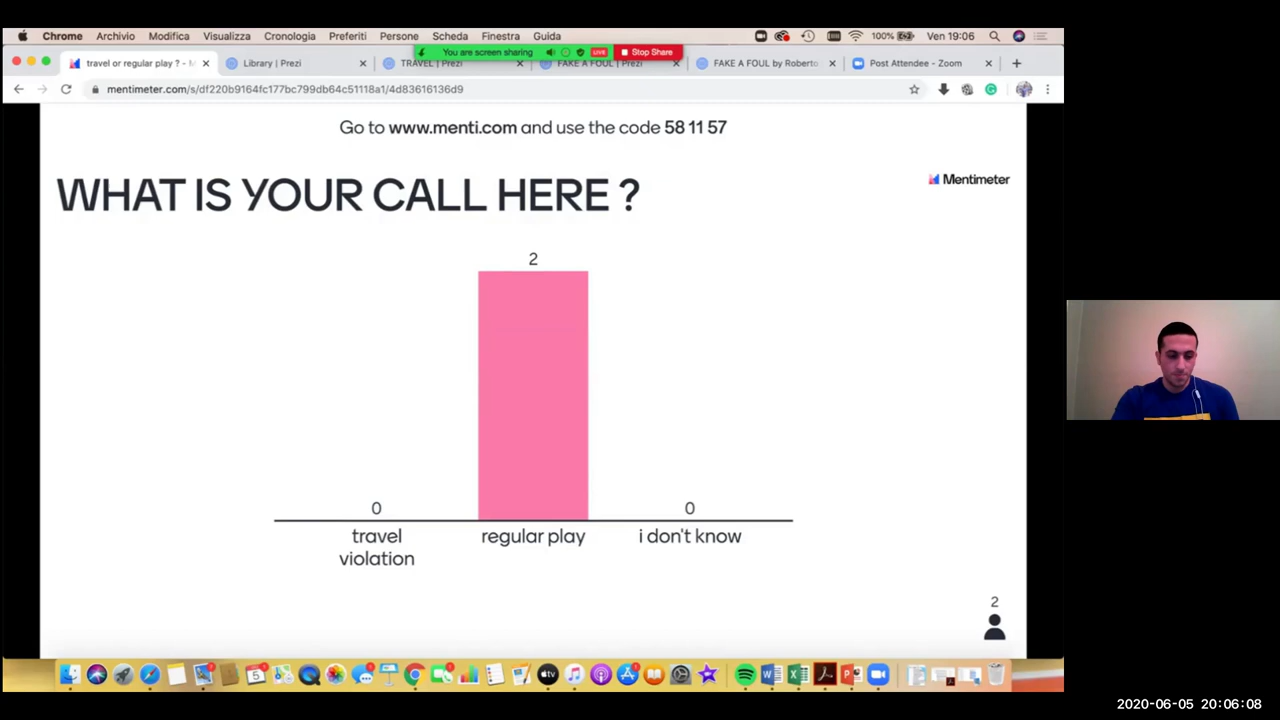 Chrome Archivio Modifica Visualizza Cronologia Preferiti Persone Scheda Finestra Guida 100% Ven 19:06
You are screen sharing LIVE Stop Share
travel or regular play ? - M Library | Prezi TRAVEL | Prezi FAKE A FOUL | Prezi FAKE A FOUL by Roberto Post Attendee - Zoom
mentimeter.com/s/df220b9164fc177bc799db64c51118a1/4d83616136d9
Go to www.menti.com and use the code 58 11 57
Mentimeter
WHAT IS YOUR CALL HERE ?
2
0
0
travel
violation
regular play
i don't know
2
5
tv
2020-06-05 20:06:08